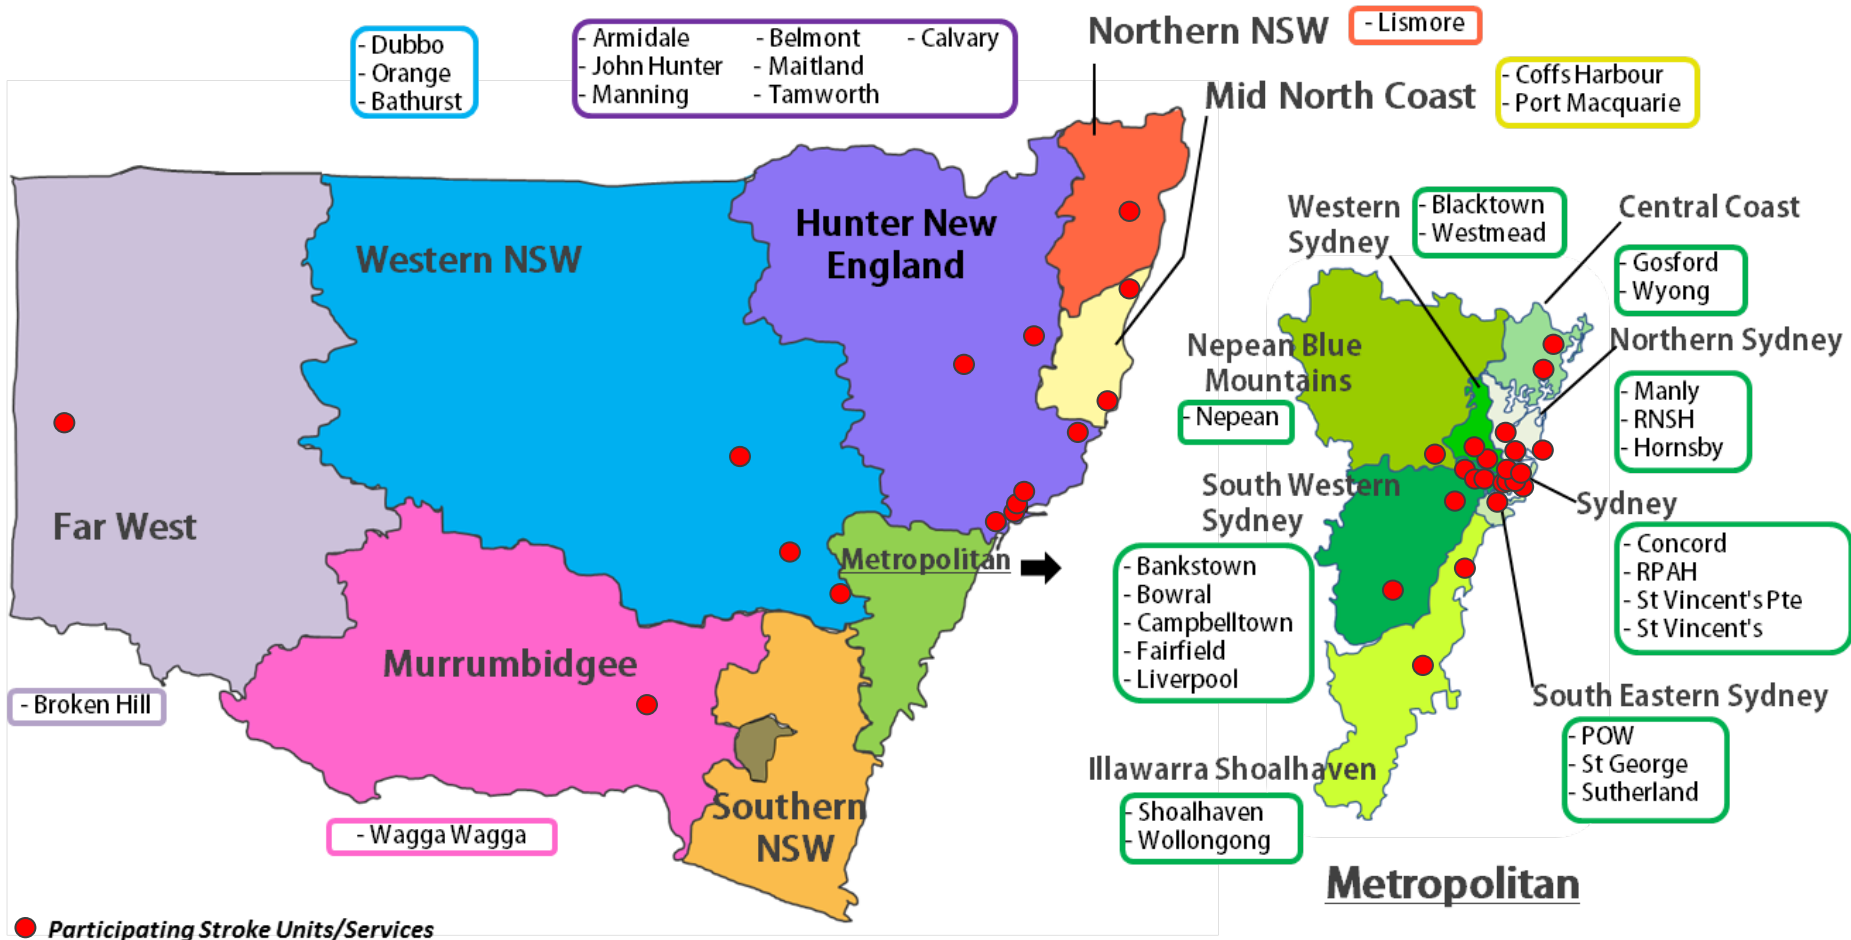 - Dubbo
- Orange
- Bathurst
- Armidale
- John Hunter
- Manning
- Belmont
- Maitland
- Tamworth
- Calvary
Northern NSW
- Lismore
Mid North Coast
- Coffs Harbour
- Port Macquarie
Hunter New
England
Western NSW
Far West
Metropolitan
Murrumbidgee
- Broken Hill
Southern
NSW
- Wagga Wagga
Participating Stroke Units/Services
Western
Sydney
- Blacktown
- Westmead
Central Coast
- Gosford
- Wyong
Nepean Blue
Mountains
- Nepean
Northern Sydney
- Manly
- RNSH
- Hornsby
South Western
Sydney
- Bankstown
- Bowral
- Campbelltown
- Fairfield
- Liverpool
Sydney
- Concord
- RPAH
- St Vincent's Pte
- St Vincent's
South Eastern Sydney
- POW
- St George
- Sutherland
Illawarra Shoalhaven
- Shoalhaven
- Wollongong
Metropolitan